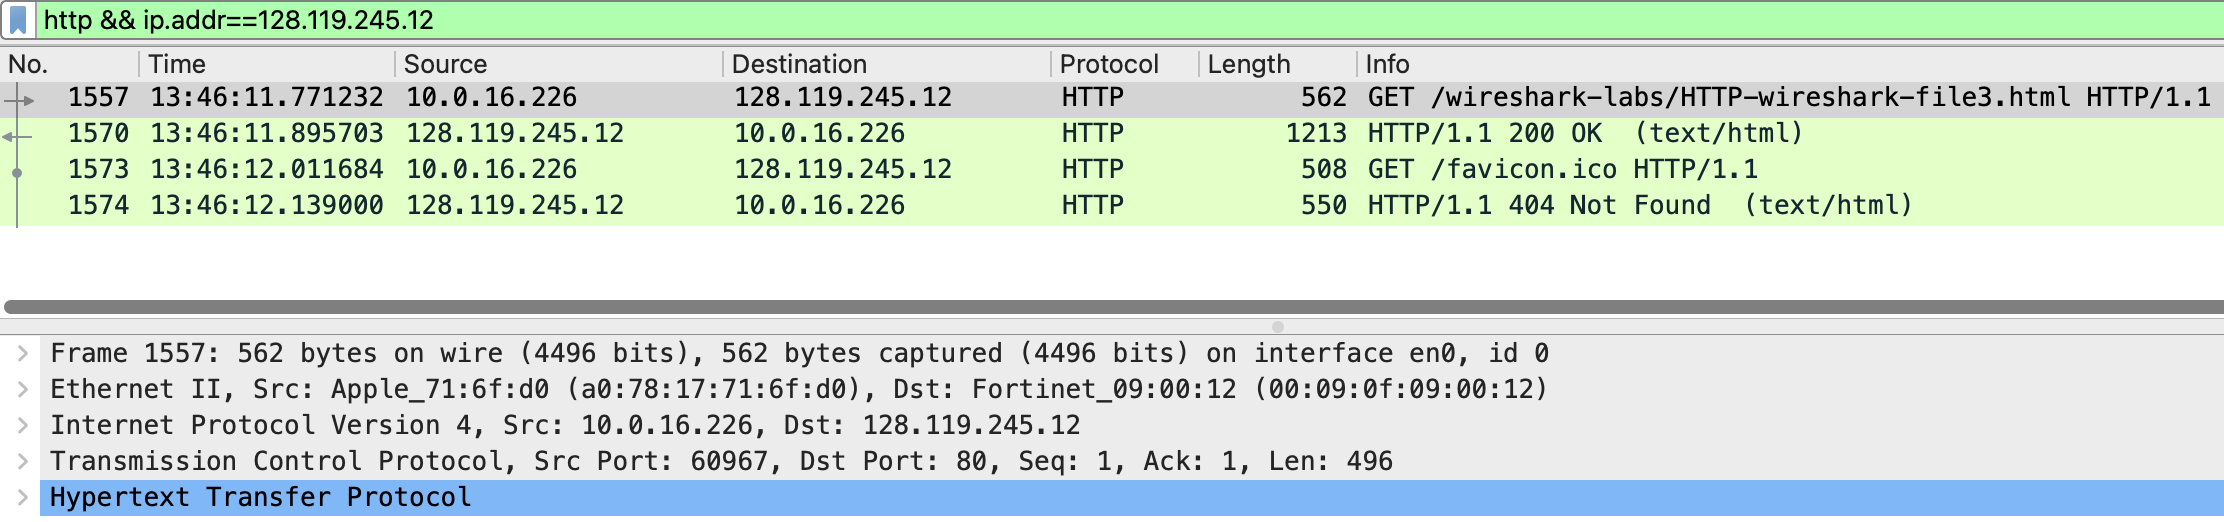 http && ip.addr==128.119.245.12
No. Time Source Destination Protocol Length Info
1557 13:46:11.771232 10.0.16.226 128.119.245.12 HTTP 562 GET /wireshark-labs/HTTP-wireshark-file3.html HTTP/1.1
1570 13:46:11.895703 128.119.245.12 10.0.16.226 HTTP 1213 HTTP/1.1 200 OK (text/html)
1573 13:46:12.011684 10.0.16.226 128.119.245.12 HTTP 508 GET /favicon.ico HTTP/1.1
1574 13:46:12.139000 128.119.245.12 10.0.16.226 HTTP 550 HTTP/1.1 404 Not Found (text/html)
Frame 1557: 562 bytes on wire (4496 bits), 562 bytes captured (4496 bits) on interface en0, id 0
Ethernet II, Src: Apple_71:6f:d0 (a0:78:17:71:6f:d0), Dst: Fortinet_09:00:12 (00:09:0f:09:00:12)
Internet Protocol Version 4, Src: 10.0.16.226, Dst: 128.119.245.12
Transmission Control Protocol, Src Port: 60967, Dst Port: 80, Seq: 1, Ack: 1, Len: 496
Hypertext Transfer Protocol